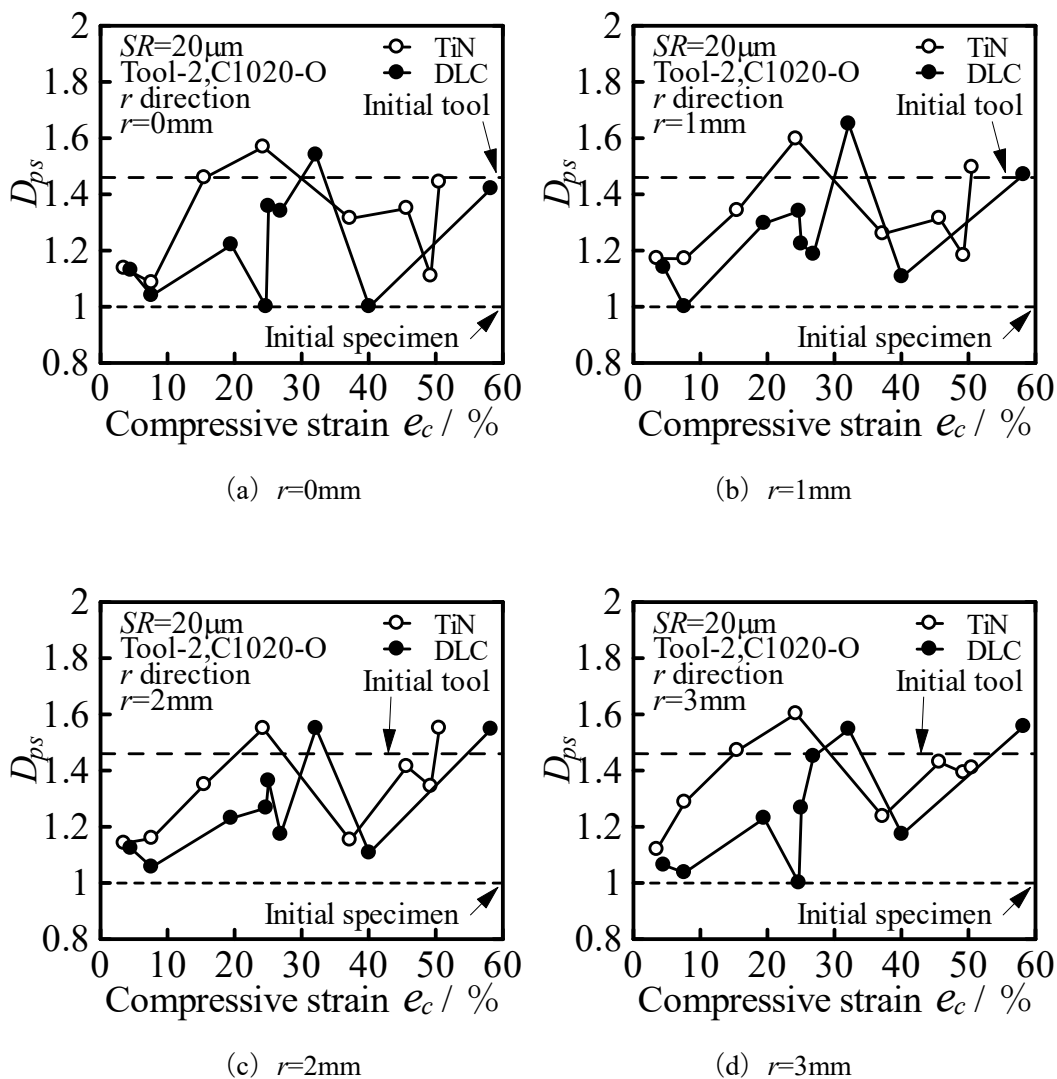 2
1.8
1.6
1.4
1.2
1
0.8
Dps
SR=20μm
Tool-2,C1020-O
r direction
r=0mm
TiN
DLC
Initial tool
Initial specimen
0 10 20 30 40 50 60
Compressive strain ec / %
(a) r=0mm
2
1.8
1.6
1.4
1.2
1
0.8
Dps
SR=20μm
Tool-2,C1020-O
r direction
r=1mm
TiN
DLC
Initial tool
Initial specimen
0 10 20 30 40 50 60
Compressive strain ec / %
(b) r=1mm
2
1.8
1.6
1.4
1.2
1
0.8
Dps
SR=20μm
Tool-2,C1020-O
r direction
r=2mm
TiN
DLC
Initial tool
Initial specimen
0 10 20 30 40 50 60
Compressive strain ec / %
(c) r=2mm
2
1.8
1.6
1.4
1.2
1
0.8
Dps
SR=20μm
Tool-2,C1020-O
r direction
r=3mm
TiN
DLC
Initial tool
Initial specimen
0 10 20 30 40 50 60
Compressive strain ec / %
(d) r=3mm